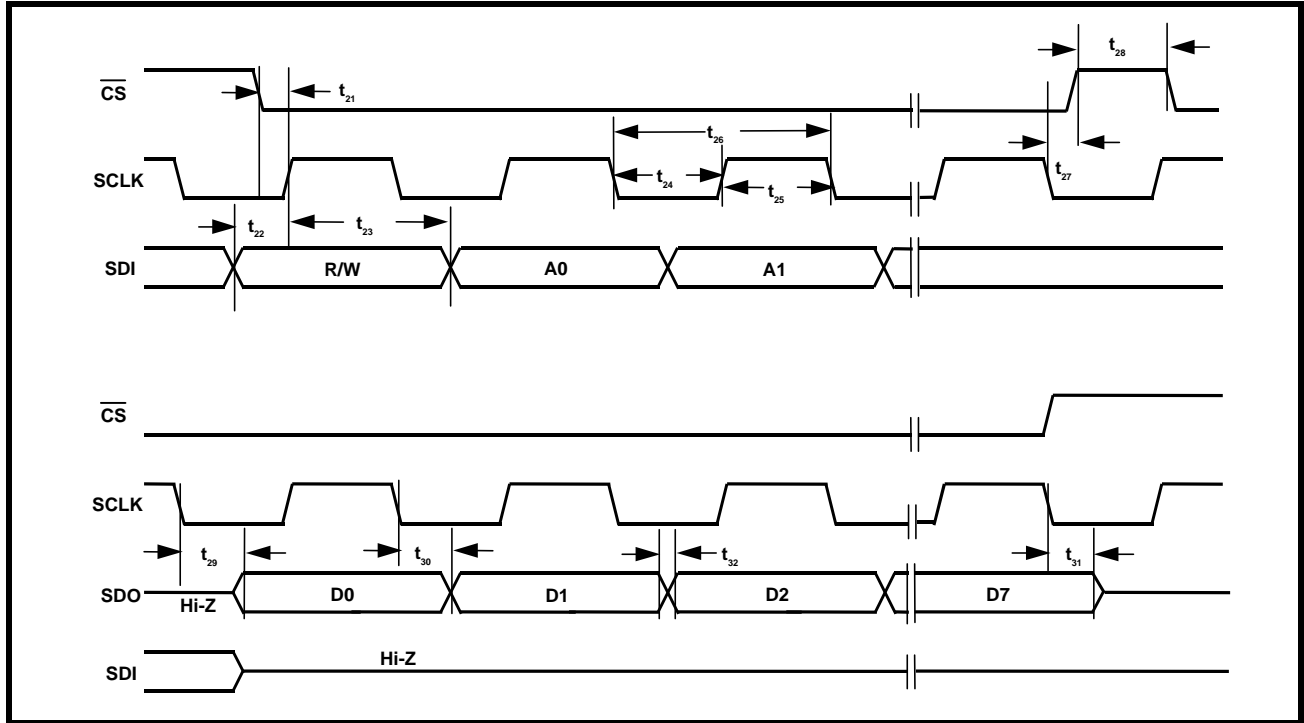 t28
CS
t21
t26
SCLK
t24
t25
t27
t22
t23
SDI
R/W
A0
A1
CS
SCLK
t29
t30
t32
t31
SDO
Hi-Z
D0
D1
D2
D7
SDI
Hi-Z